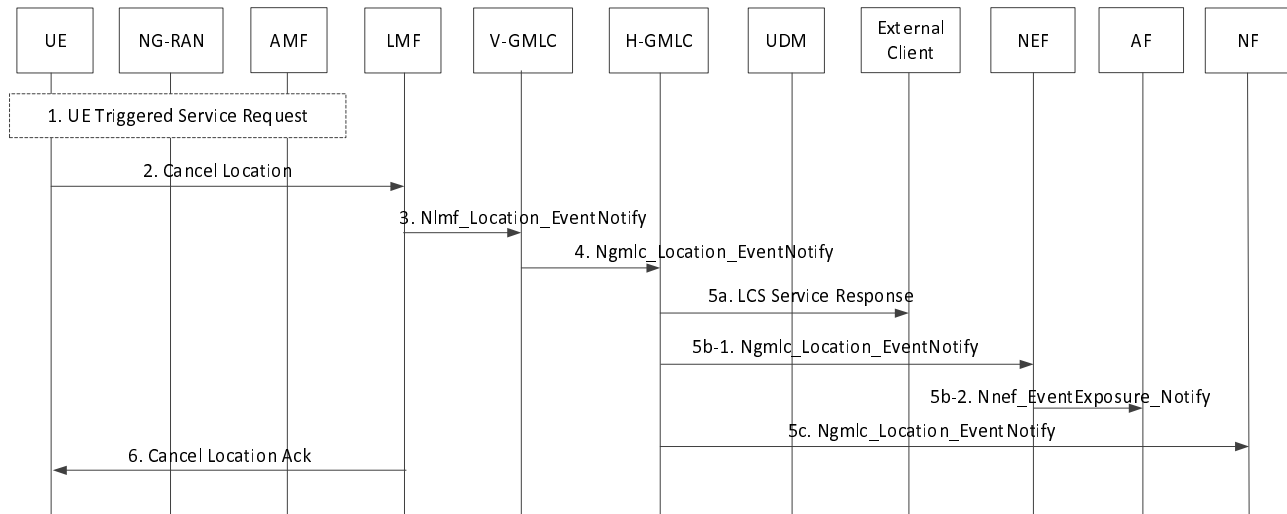 UE
NG-RAN
AMF
LMF
V-GMLC
H-GMLC
UDM
External
Client
NEF
AF
NF
1. UE Triggered Service Request
2. Cancel Location
3. Nlmf_Location_EventNotify
4. Ngmlc_Location_EventNotify
5a. LCS Service Response
5b-1. Ngmlc_Location_EventNotify
5b-2. Nnef_EventExposure_Notify
5c. Ngmlc_Location_EventNotify
6. Cancel Location Ack